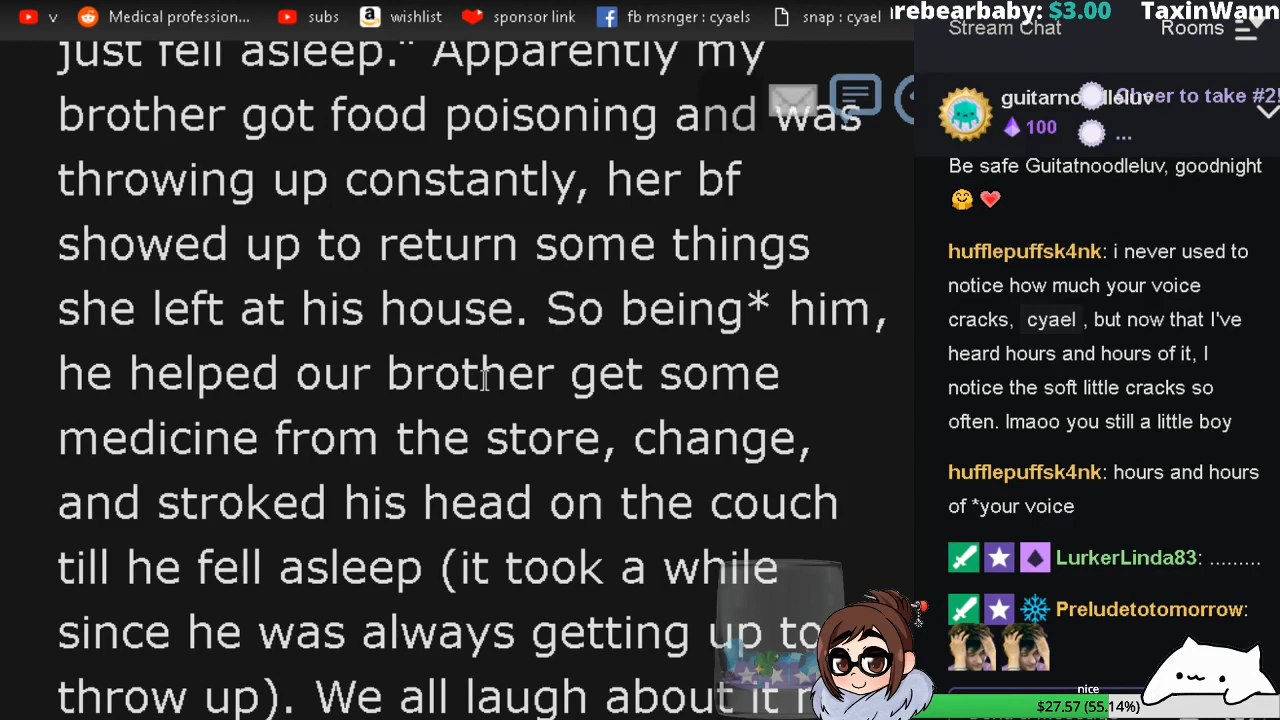 v Medical profession... subs wishlist sponsor link fb msnger : cyaels snap : cyael
rebearbaby: $3.00 TaxinWann
Stream Chat Rooms
just fell asleep." Apparently my
brother got food poisoning and was
throwing up constantly, her bf
showed up to return some things
she left at his house. So being* him,
he helped our brother get some
medicine from the store, change,
and stroked his head on the couch
till he fell asleep (it took a while
since he was always getting up to
throw up). We all laugh about it
guitarnoodleluv
Cheer to take #2!
100
...
Be safe Guitatnoodleluv, goodnight
🤗 ❤️
hufflepuffsk4nk: i never used to
notice how much your voice
cracks, cyael , but now that I've
heard hours and hours of it, I
notice the soft little cracks so
often. lmaoo you still a little boy
hufflepuffsk4nk: hours and hours
of *your voice
LurkerLinda83: .........
Preludetotomorrow:
nice
$27.57 (55.14%)